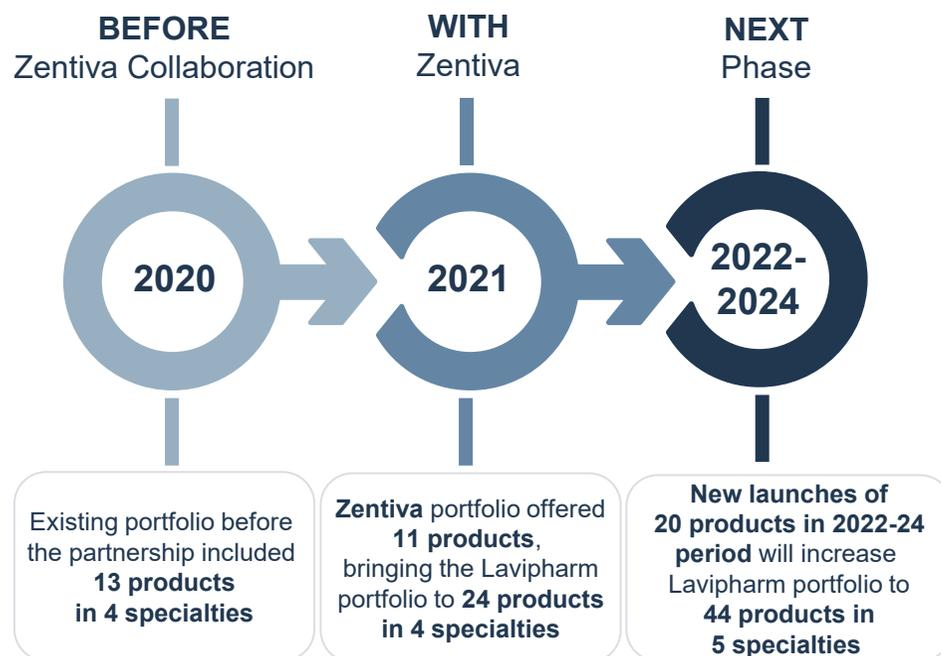 BEFORE
Zentiva Collaboration
WITH
Zentiva
NEXT
Phase
2020
2021
2022-
2024
Existing portfolio before
the partnership included
13 products
in 4 specialties
Zentiva portfolio offered
11 products,
bringing the Lavipharm
portfolio to 24 products
in 4 specialties
New launches of
20 products in 2022-24
period will increase
Lavipharm portfolio to
44 products in
5 specialties